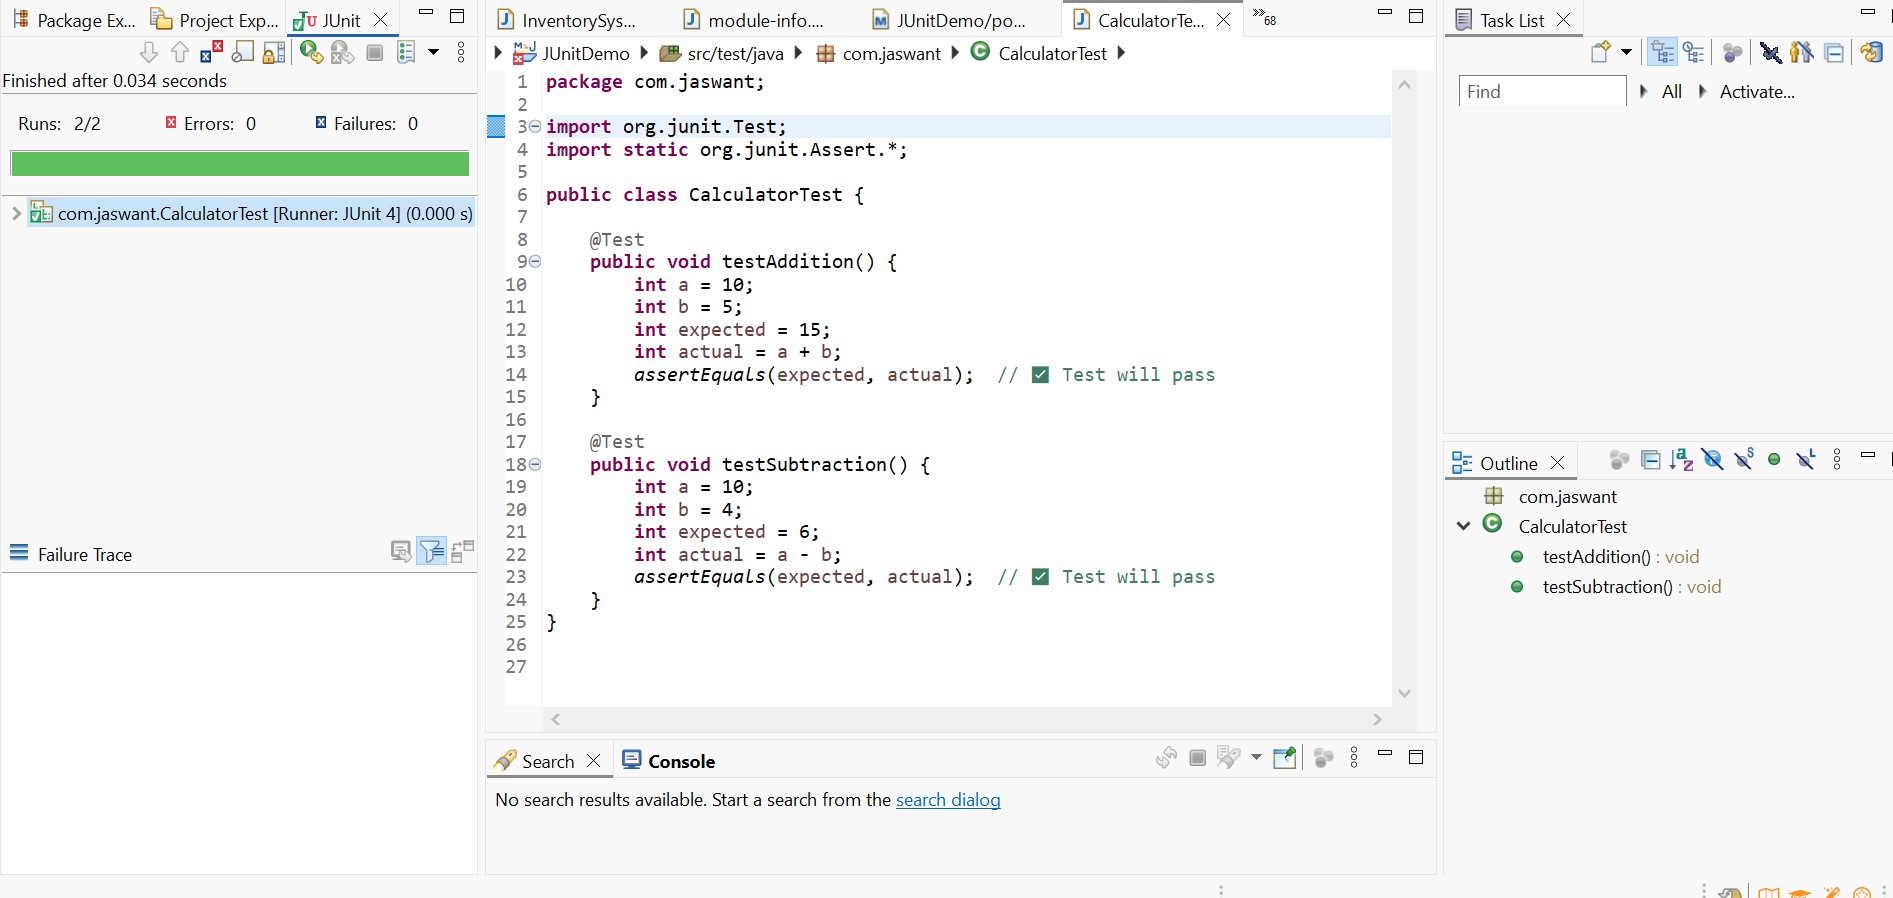 Package Ex... Project Exp... JUnit
Finished after 0.034 seconds
Runs: 2/2 Errors: 0 Failures: 0
com.jaswant.CalculatorTest [Runner: JUnit 4] (0.000 s)
Failure Trace
InventorySys... module-info.... JUnitDemo/po... CalculatorTe... »68
JUnitDemo src/test/java com.jaswant CalculatorTest
1 package com.jaswant;
2
3 import org.junit.Test;
4 import static org.junit.Assert.*;
5
6 public class CalculatorTest {
7
8 @Test
9 public void testAddition() {
10 int a = 10;
11 int b = 5;
12 int expected = 15;
13 int actual = a + b;
14 assertEquals(expected, actual); // ✅ Test will pass
15 }
16
17 @Test
18 public void testSubtraction() {
19 int a = 10;
20 int b = 4;
21 int expected = 6;
22 int actual = a - b;
23 assertEquals(expected, actual); // ✅ Test will pass
24 }
25 }
26
27
Search Console
No search results available. Start a search from the search dialog
Task List
Find All Activate...
Outline
com.jaswant
CalculatorTest
testAddition() : void
testSubtraction() : void